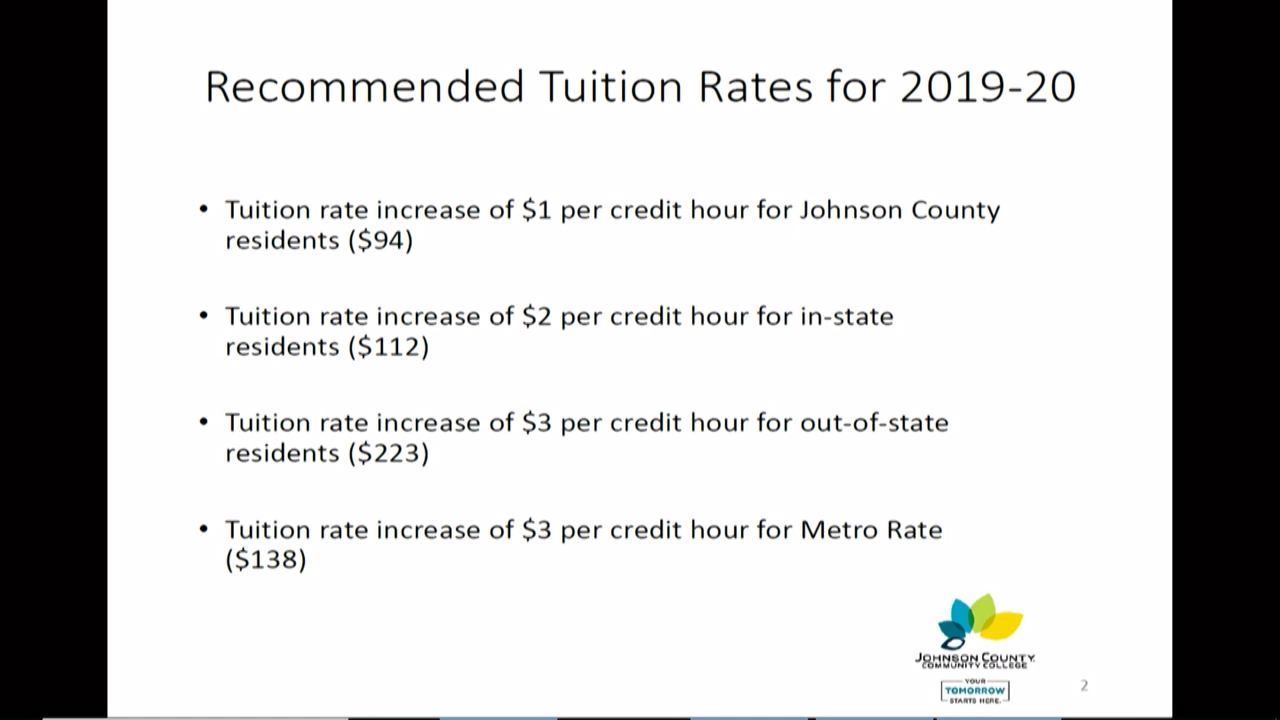 Recommended Tuition Rates for 2019-20
• Tuition rate increase of $1 per credit hour for Johnson County
residents ($94)
• Tuition rate increase of $2 per credit hour for in-state
residents ($112)
• Tuition rate increase of $3 per credit hour for out-of-state
residents ($223)
• Tuition rate increase of $3 per credit hour for Metro Rate
($138)
JOHNSON COUNTY
COMMUNITY COLLEGE
YOUR
TOMORROW
STARTS HERE.
2